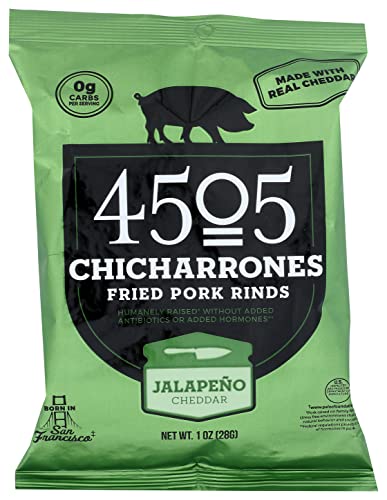 0g
CARBS
PER SERVING
MADE WITH
REAL CHEDDAR
4505
CHICHARRONES
FRIED PORK RINDS
HUMANELY RAISED* WITHOUT ADDED
ANTIBIOTICS OR ADDED HORMONES**
JALAPEÑO
CHEDDAR
BORN IN
San
Francisco‡
NET WT. 1 OZ (28G)